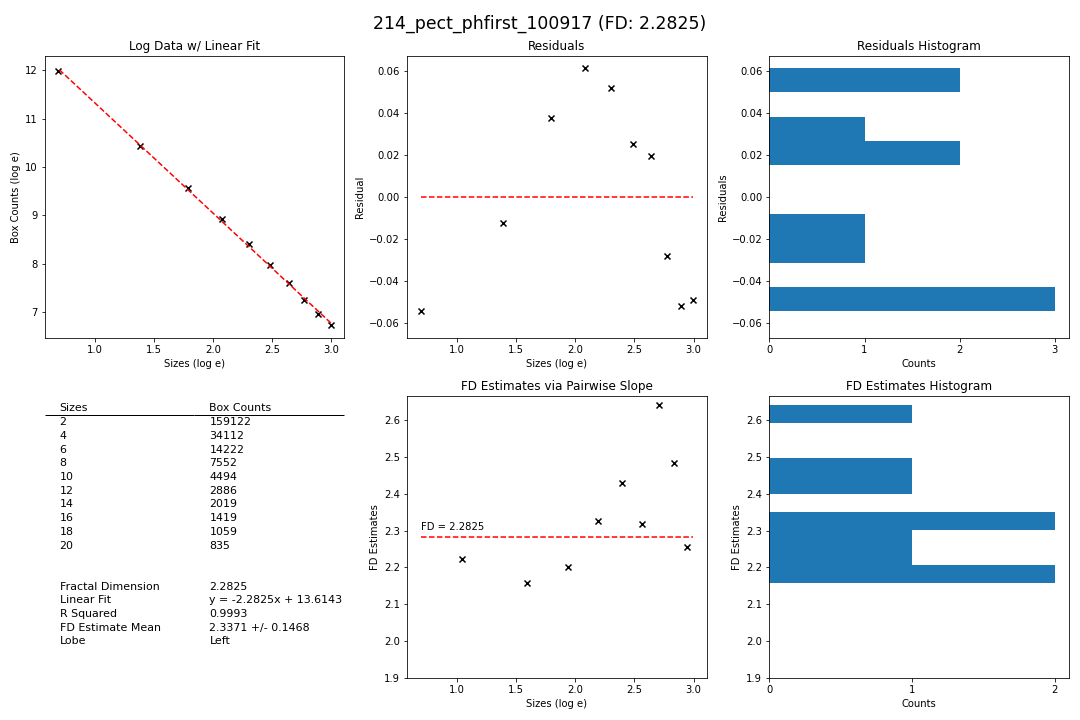 214_pect_phfirst_100917 (FD: 2.2825)
Log Data w/ Linear Fit
12
11
10
9
8
7
Box Counts (log e)
1.0 1.5 2.0 2.5 3.0
Sizes (log e)
Residuals
0.06
0.04
0.02
0.00
−0.02
−0.04
−0.06
Residual
1.0 1.5 2.0 2.5 3.0
Sizes (log e)
Residuals Histogram
0.06
0.04
0.02
0.00
−0.02
−0.04
−0.06
Residuals
0 1 2 3
Counts
Sizes Box Counts
2 159122
4 34112
6 14222
8 7552
10 4494
12 2886
14 2019
16 1419
18 1059
20 835
Fractal Dimension 2.2825
Linear Fit y = -2.2825x + 13.6143
R Squared 0.9993
FD Estimate Mean 2.3371 +/- 0.1468
Lobe Left
FD Estimates via Pairwise Slope
2.6
2.5
2.4
2.3
2.2
2.1
2.0
1.9
FD Estimates
FD = 2.2825
1.0 1.5 2.0 2.5 3.0
Sizes (log e)
FD Estimates Histogram
2.6
2.5
2.4
2.3
2.2
2.1
2.0
1.9
FD Estimates
0 1 2
Counts